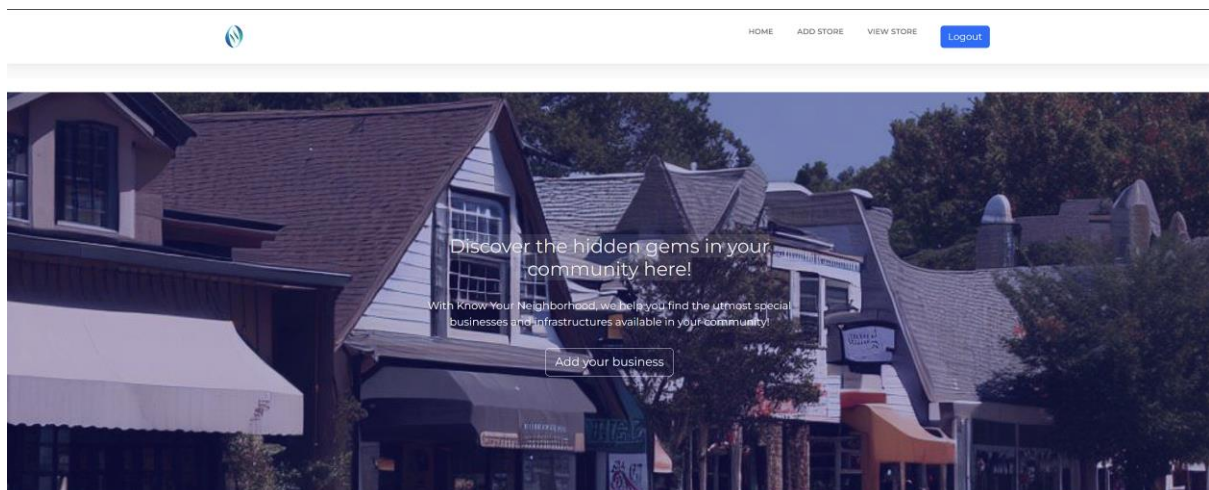 HOME ADD STORE VIEW STORE Logout
Discover the hidden gems in your
community here!
With Know Your Neighborhood, we help you find the utmost special
businesses and infrastructures available in your community!
Add your business